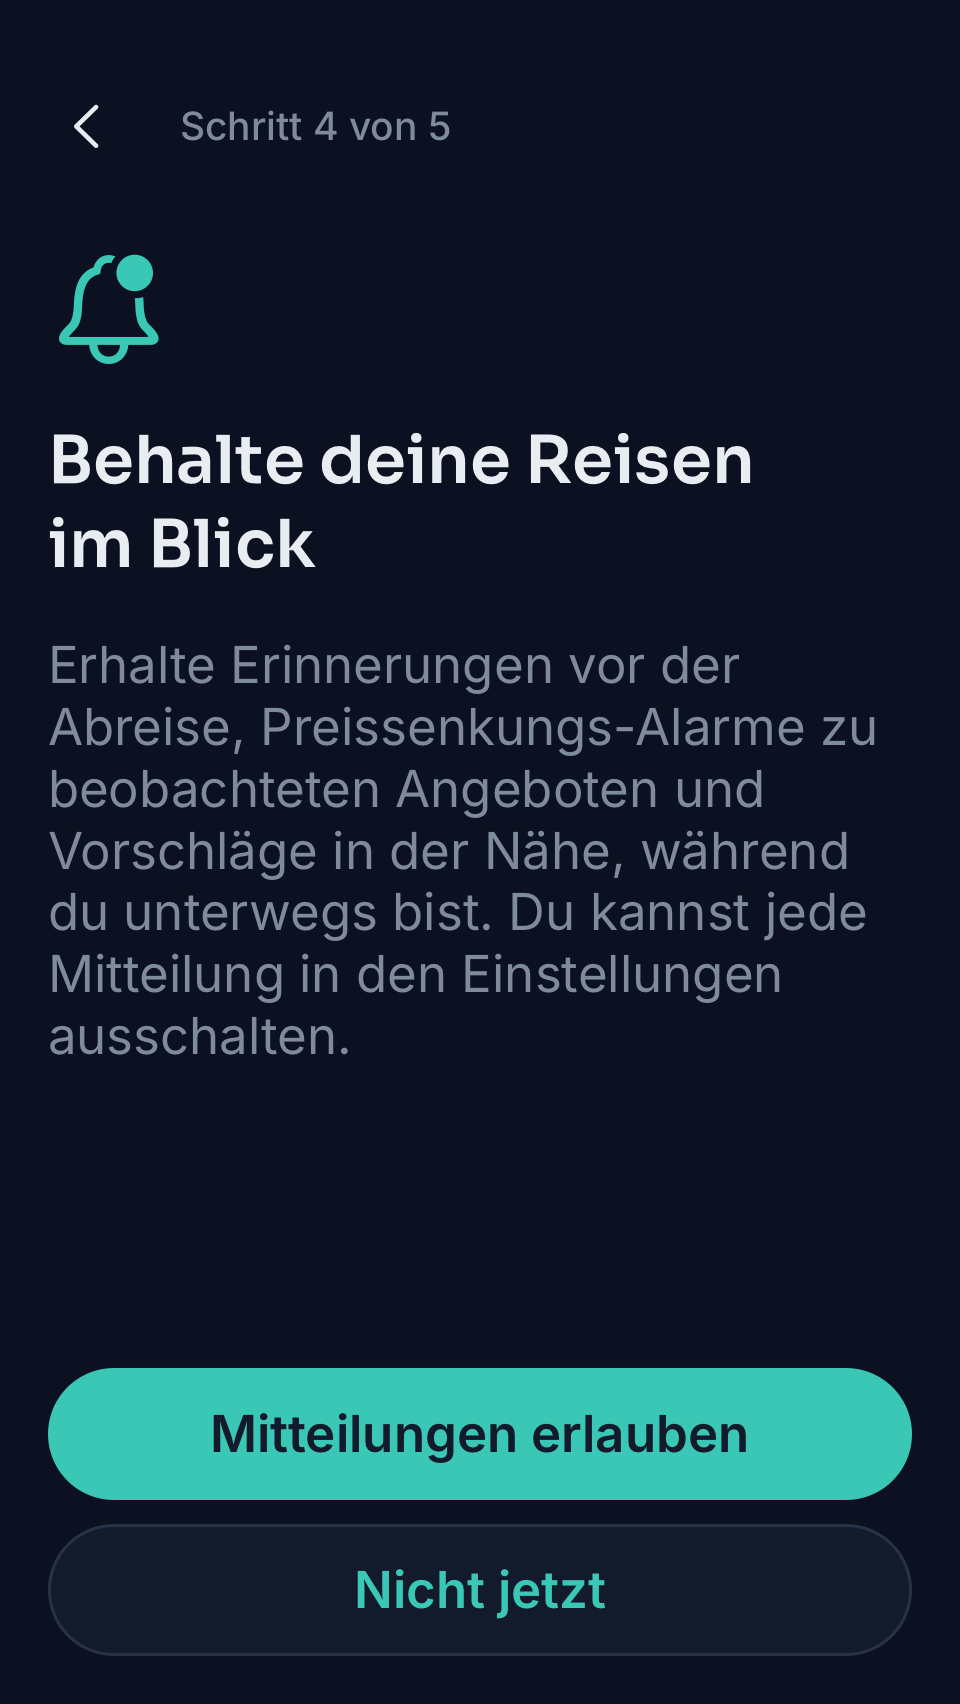 Schritt 4 von 5
Behalte deine Reisen
im Blick
Erhalte Erinnerungen vor der
Abreise, Preissenkungs-Alarme zu
beobachteten Angeboten und
Vorschläge in der Nähe, während
du unterwegs bist. Du kannst jede
Mitteilung in den Einstellungen
ausschalten.
Mitteilungen erlauben
Nicht jetzt